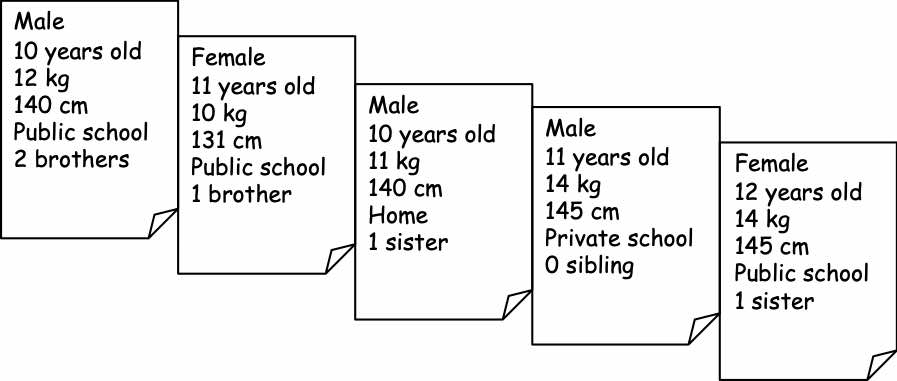 Male
10 years old
12 kg
140 cm
Public school
2 brothers
Female
11 years old
10 kg
131 cm
Public school
1 brother
Male
10 years old
11 kg
140 cm
Home
1 sister
Male
11 years old
14 kg
145 cm
Private school
0 sibling
Female
12 years old
14 kg
145 cm
Public school
1 sister